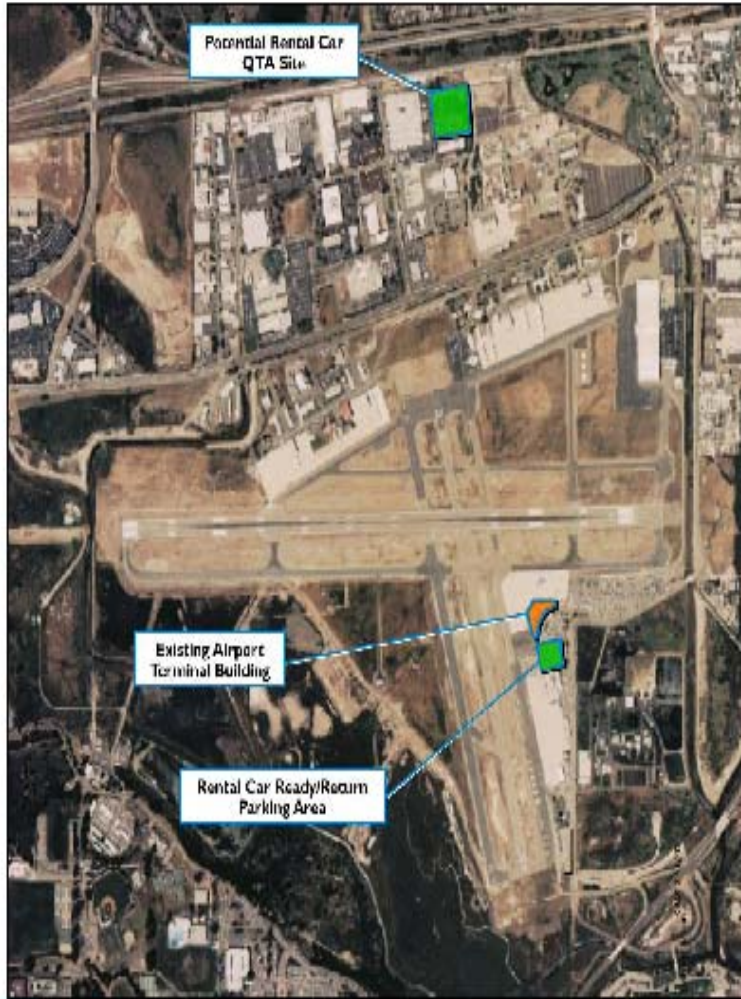 Potential Rental Car
QTA Site
Existing Airport
Terminal Building
Rental Car Ready/Return
Parking Area